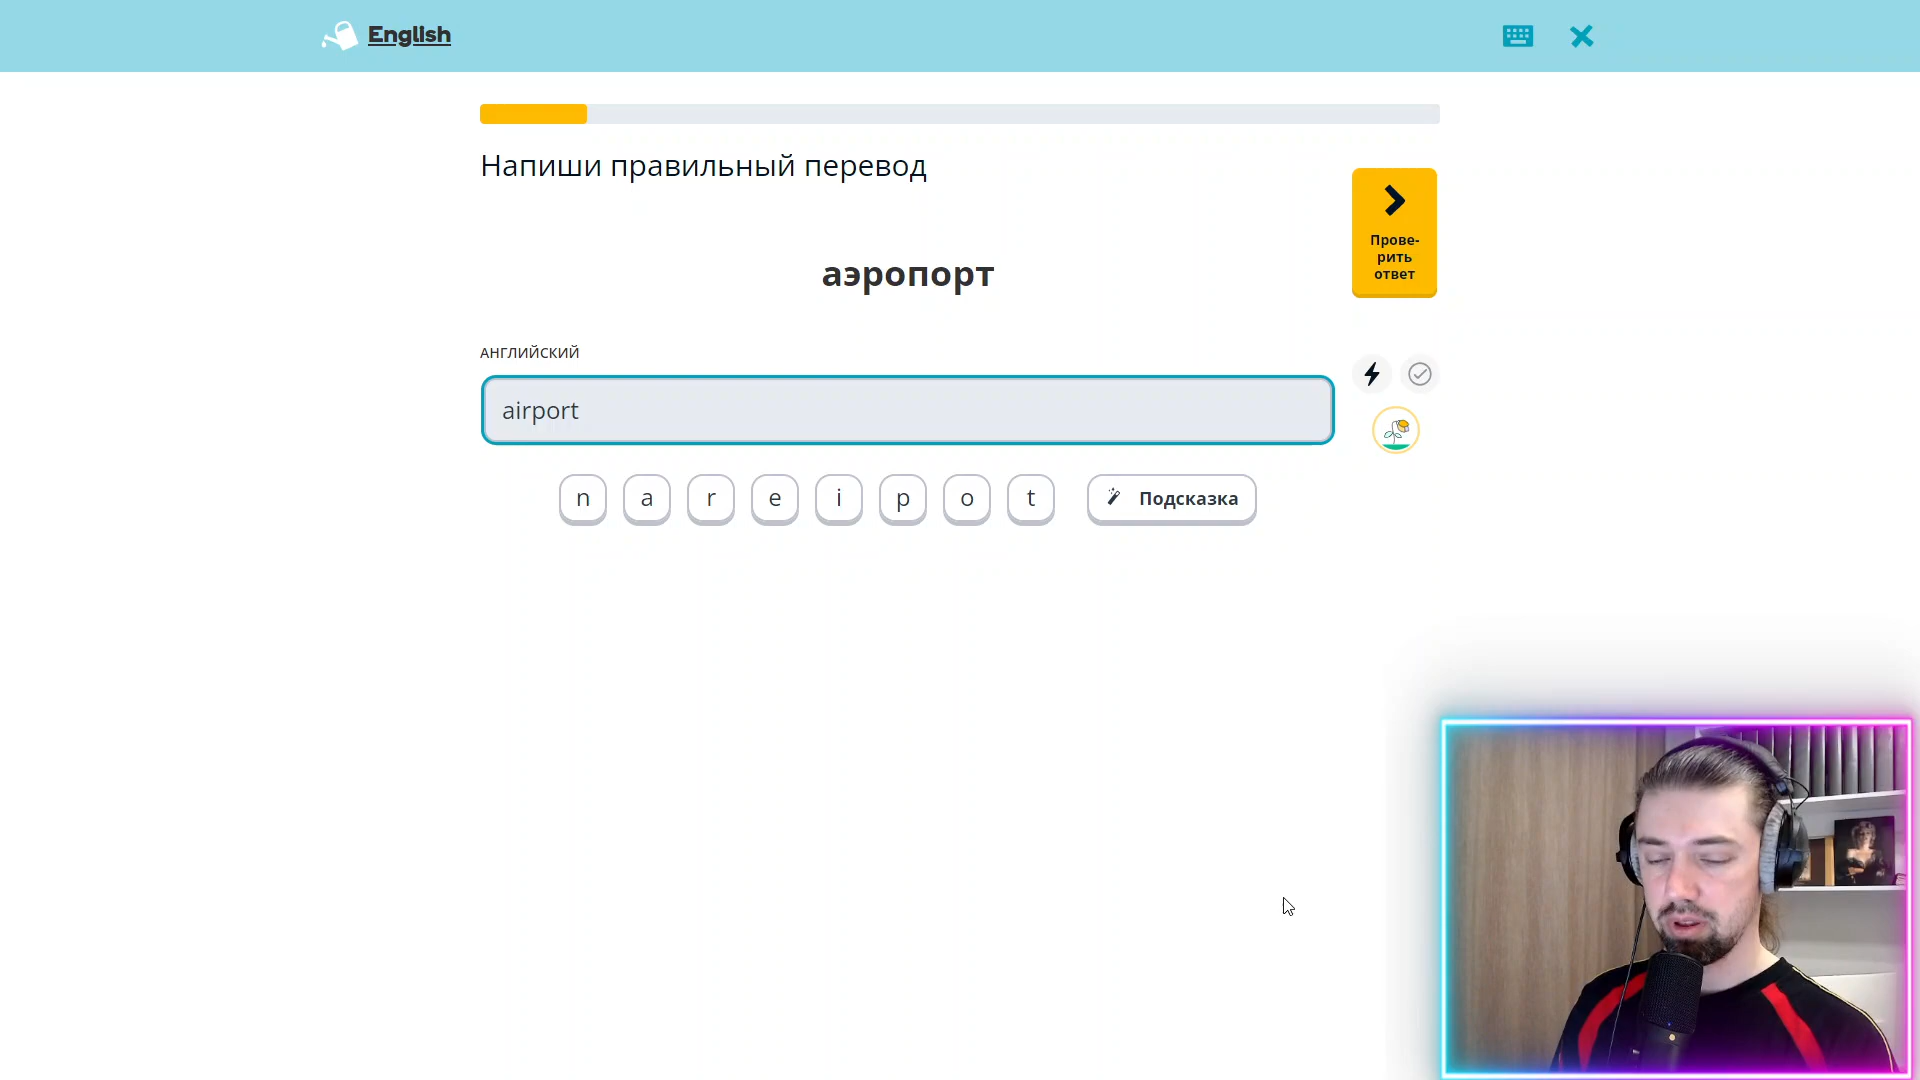 English
Напиши правильный перевод
аэропорт
Прове-
рить
ответ
АНГЛИЙСКИЙ
airport
n a r e i p o t Подсказка